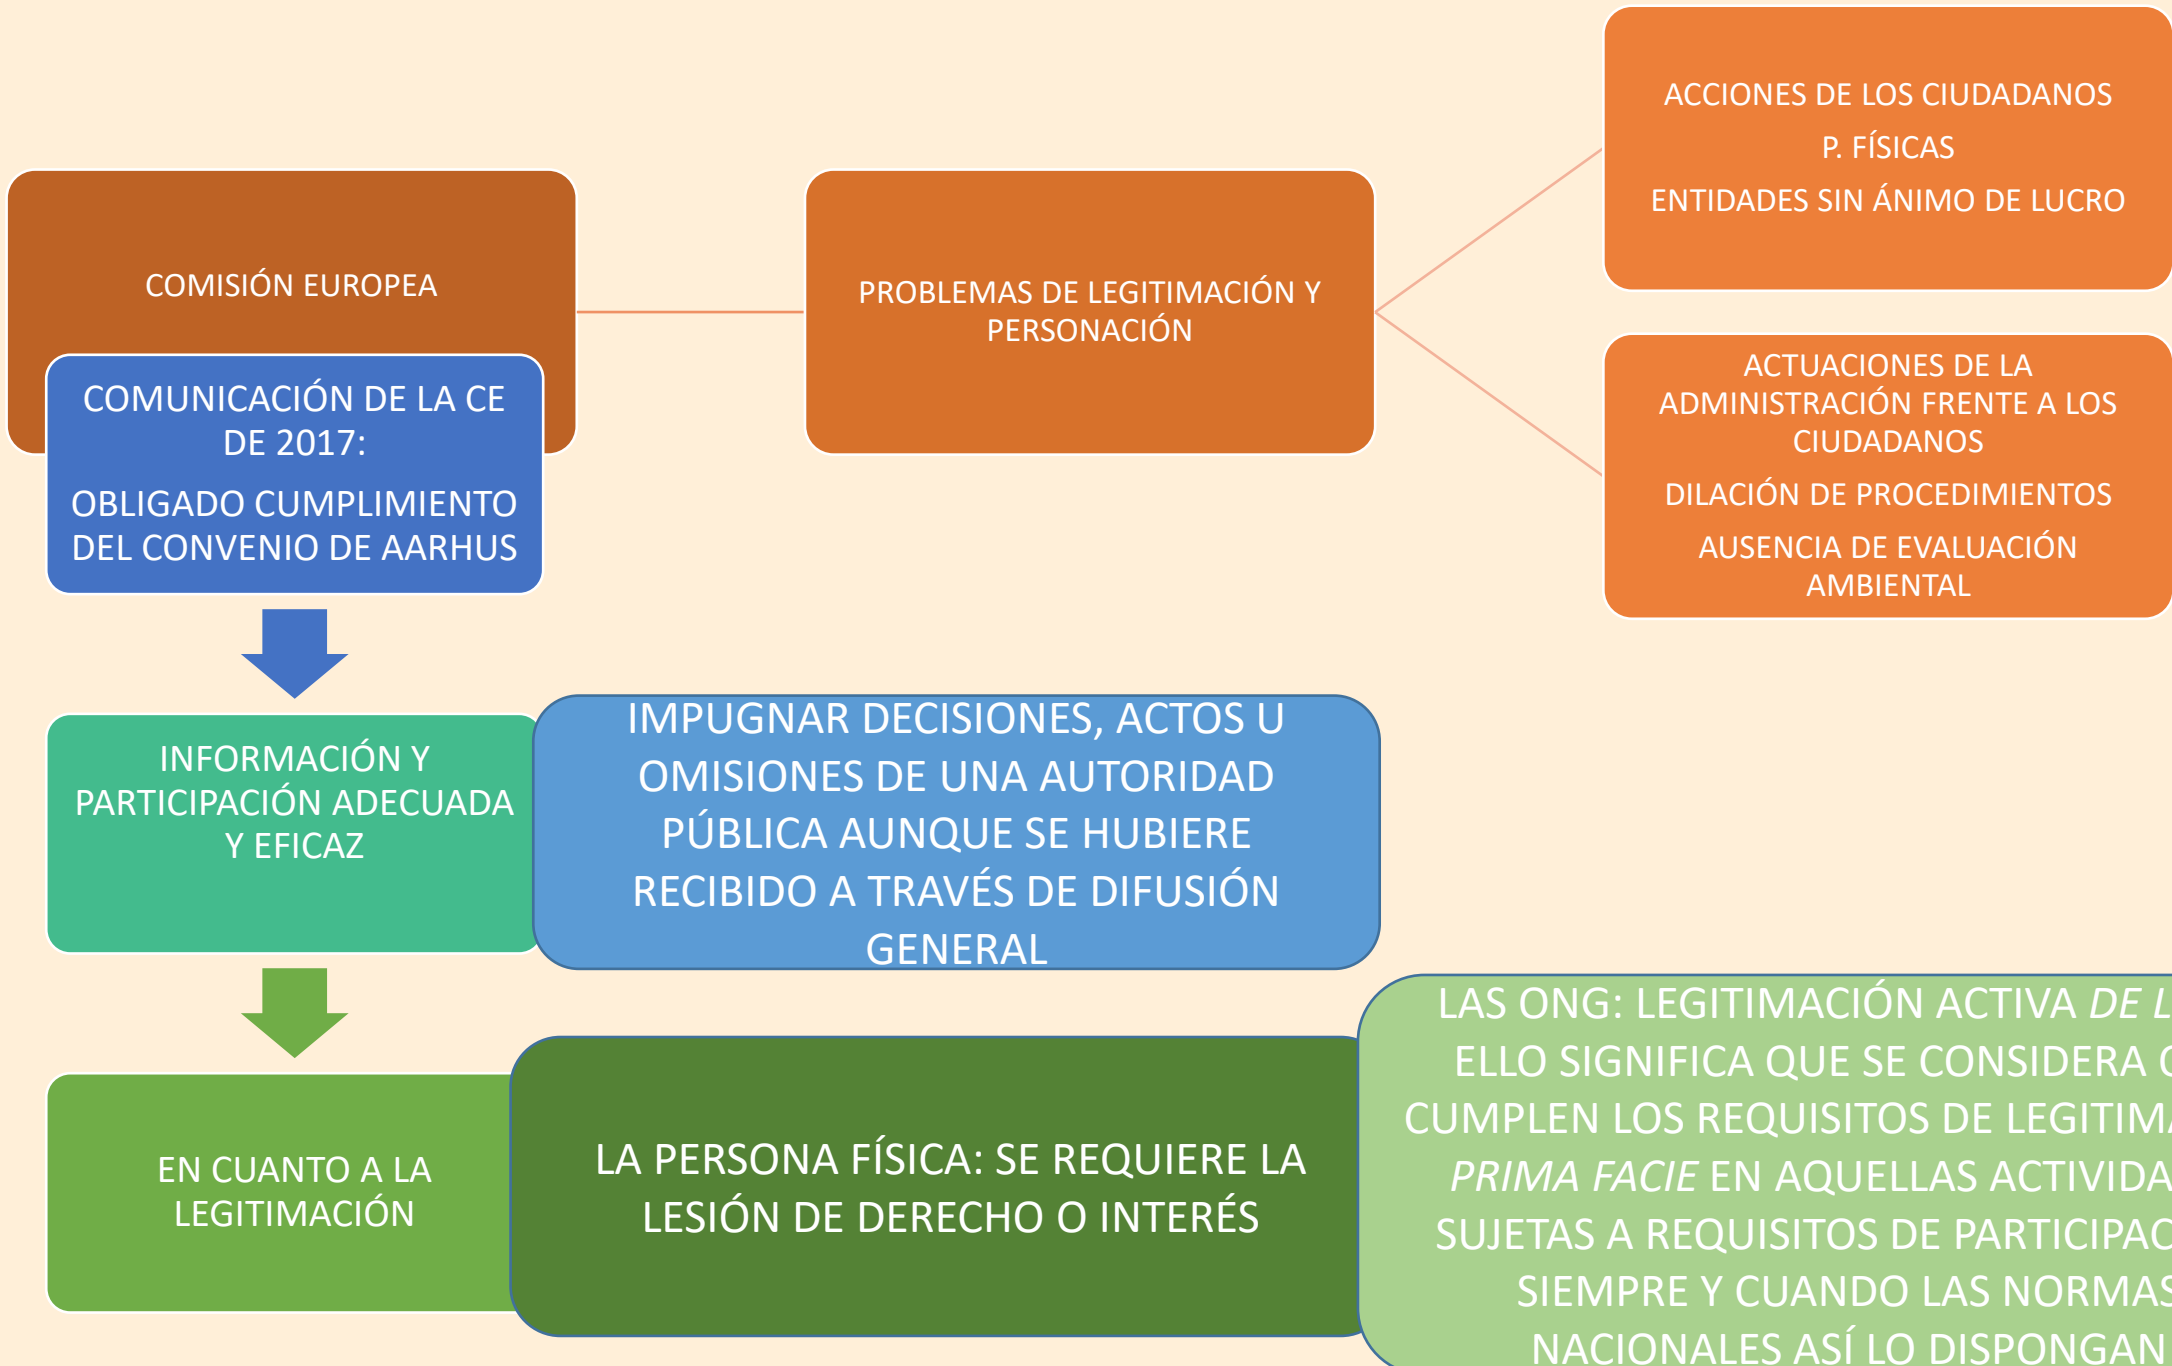 COMISIÓN EUROPEA
COMUNICACIÓN DE LA CE
DE 2017:
OBLIGADO CUMPLIMIENTO
DEL CONVENIO DE AARHUS
PROBLEMAS DE LEGITIMACIÓN Y
PERSONACIÓN
ACCIONES DE LOS CIUDADANOS
P. FÍSICAS
ENTIDADES SIN ÁNIMO DE LUCRO
ACTUACIONES DE LA
ADMINISTRACIÓN FRENTE A LOS
CIUDADANOS
DILACIÓN DE PROCEDIMIENTOS
AUSENCIA DE EVALUACIÓN
AMBIENTAL
INFORMACIÓN Y
PARTICIPACIÓN ADECUADA
Y EFICAZ
IMPUGNAR DECISIONES, ACTOS U
OMISIONES DE UNA AUTORIDAD
PÚBLICA AUNQUE SE HUBIERE
RECIBIDO A TRAVÉS DE DIFUSIÓN
GENERAL
EN CUANTO A LA
LEGITIMACIÓN
LA PERSONA FÍSICA: SE REQUIERE LA
LESIÓN DE DERECHO O INTERÉS
LAS ONG: LEGITIMACIÓN ACTIVA DE
ELLO SIGNIFICA QUE SE CONSIDERA
CUMPLEN LOS REQUISITOS DE
PRIMA FACIE EN AQUELLAS
SUJETAS A REQUISITOS DE
SIEMPRE Y CUANDO LAS NORMAS
NACIONALES ASÍ LO DISPONGAN